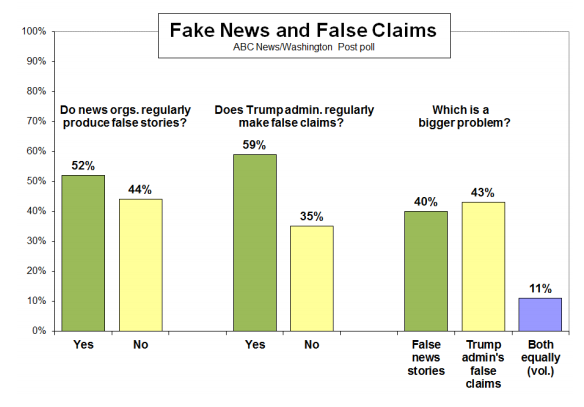 Fake News and False Claims
ABC News/Washington Post poll
100%
90%
80%
70%
60%
50%
40%
30%
20%
10%
0%
Do news orgs. regularly
produce false stories?
Does Trump admin. regularly
make false claims?
Which is a
bigger problem?
52%
44%
59%
35%
40%
43%
11%
Yes
No
Yes
No
False
news
stories
Trump
admin's
false
claims
Both
equally
(vol.)